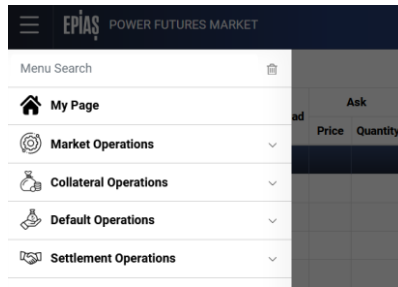 EPİAŞ POWER FUTURES MARKET
Menu Search
My Page
Market Operations
Collateral Operations
Default Operations
Settlement Operations
Ask
ad
Price Quantity